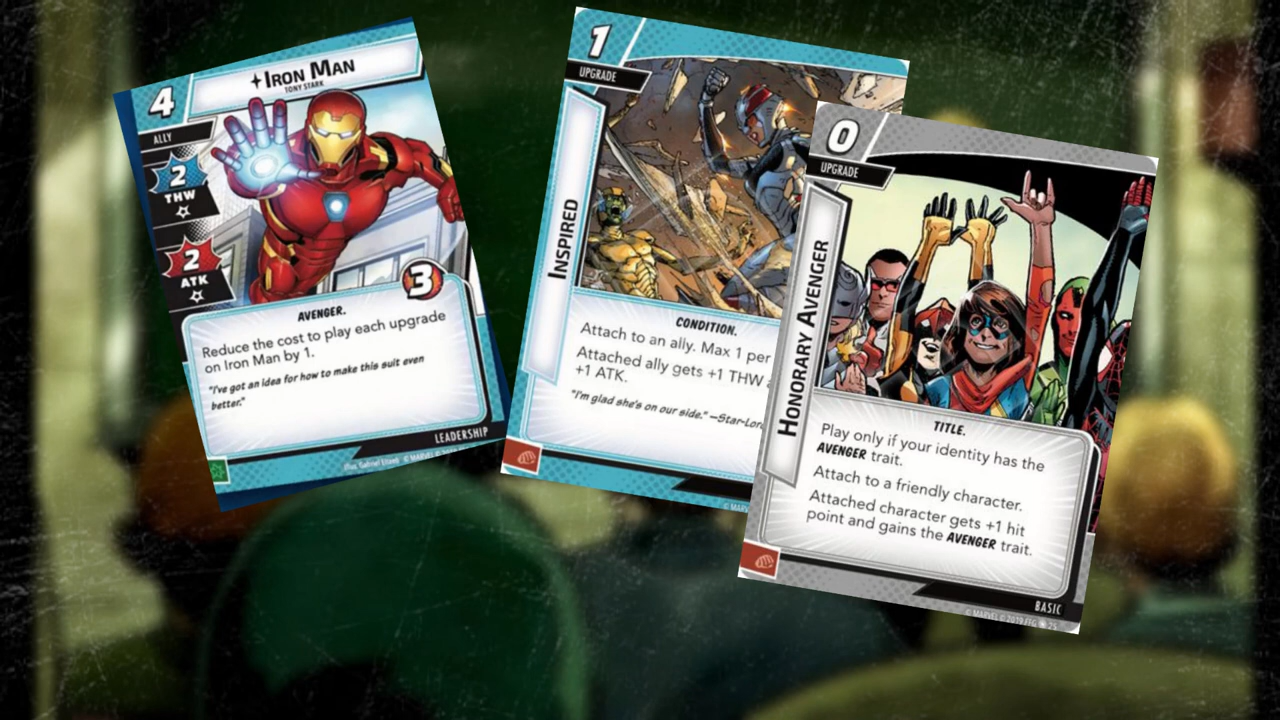 4
✦IRON MAN
TONY STARK
ALLY
2
THW
2
ATK
3
AVENGER.
Reduce the cost to play each upgrade
on Iron Man by 1.
"I've got an idea for how to make this suit even
better."
LEADERSHIP
1
UPGRADE
INSPIRED
CONDITION.
Attach to an ally. Max 1 per
Attached ally gets +1 THW
+1 ATK.
"I'm glad she's on our side." —Star-Lord
0
UPGRADE
HONORARY AVENGER
TITLE.
Play only if your identity has the
AVENGER trait.
Attach to a friendly character.
Attached character gets +1 hit
point and gains the AVENGER trait.
BASIC
© MARVEL © 2019 FFG 25